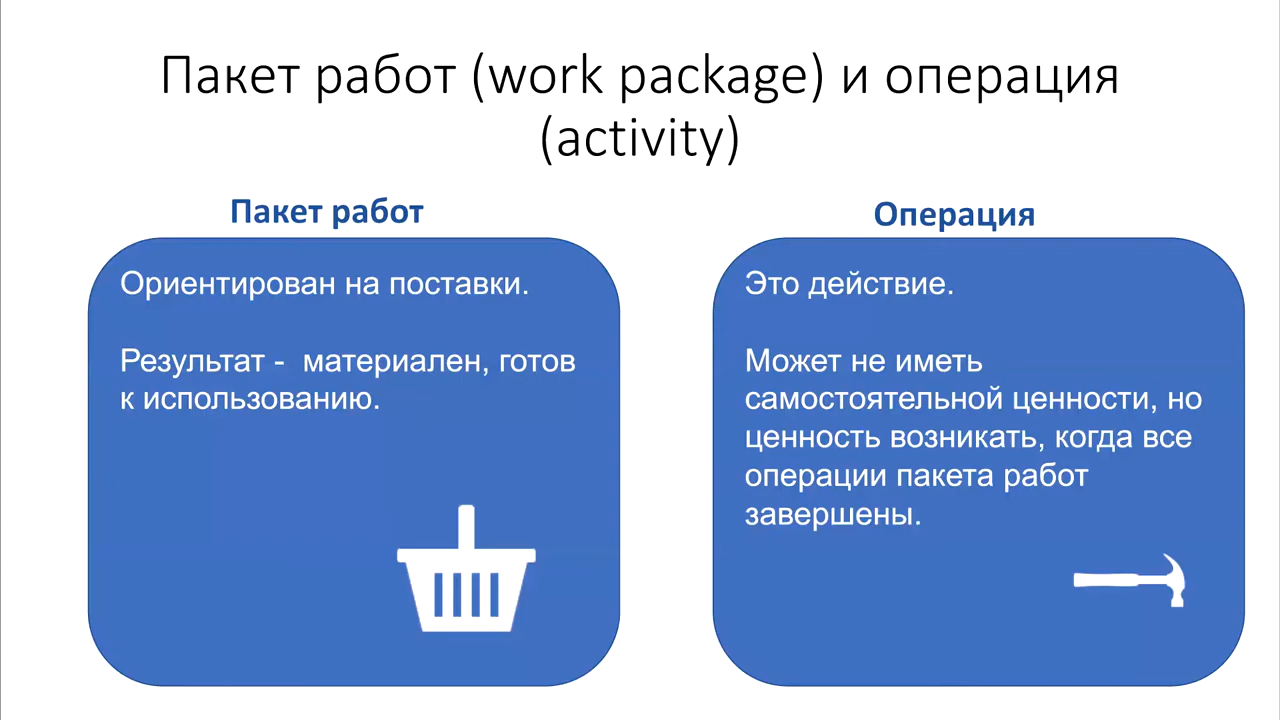 Пакет работ (work package) и операция
(activity)
Пакет работ
Ориентирован на поставки.
Результат -  материален, готов
к использованию.
Операция
Это действие.
Может не иметь
самостоятельной ценности, но
ценность возникать, когда все
операции пакета работ
завершены.